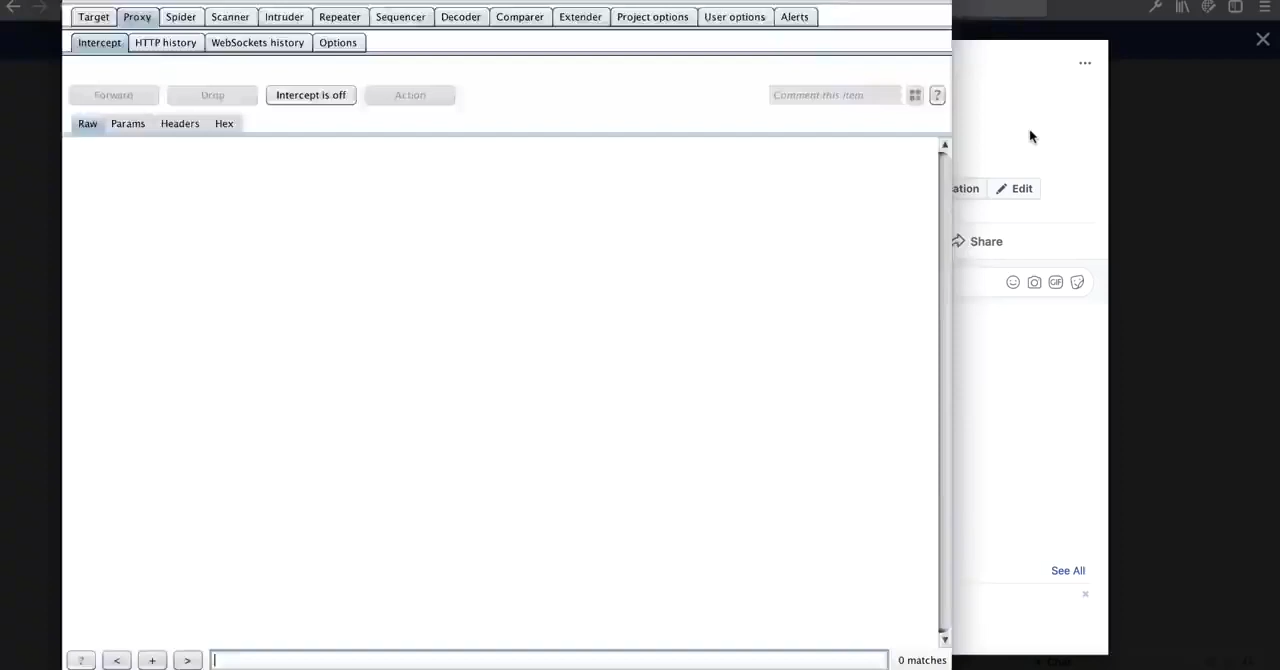 Target Proxy Spider Scanner Intruder Repeater Sequencer Decoder Comparer Extender Project options User options Alerts
Intercept HTTP history WebSockets history Options
Forward Drop Intercept is off Action Comment this item ?
Raw Params Headers Hex
ation Edit
Share
GIF
See All
? < + > 0 matches
Chat